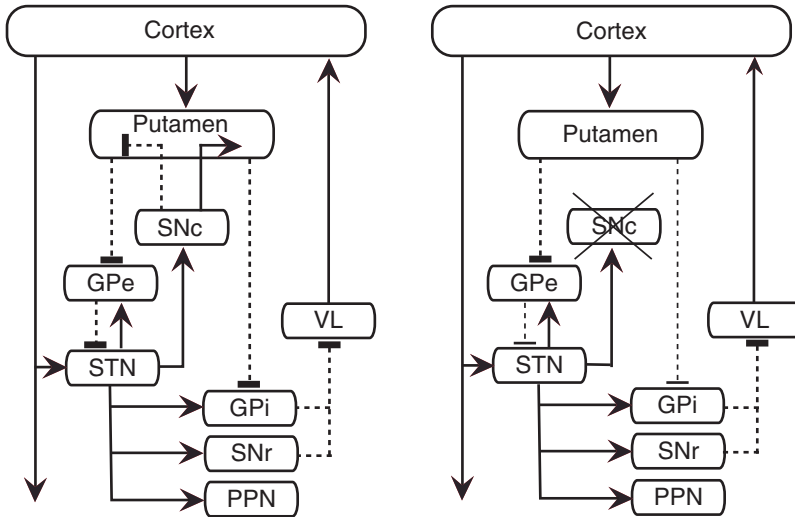 Cortex
Putamen
SNc
GPe
VL
STN
GPi
SNr
PPN
Cortex
Putamen
SNc
GPe
VL
STN
GPi
SNr
PPN